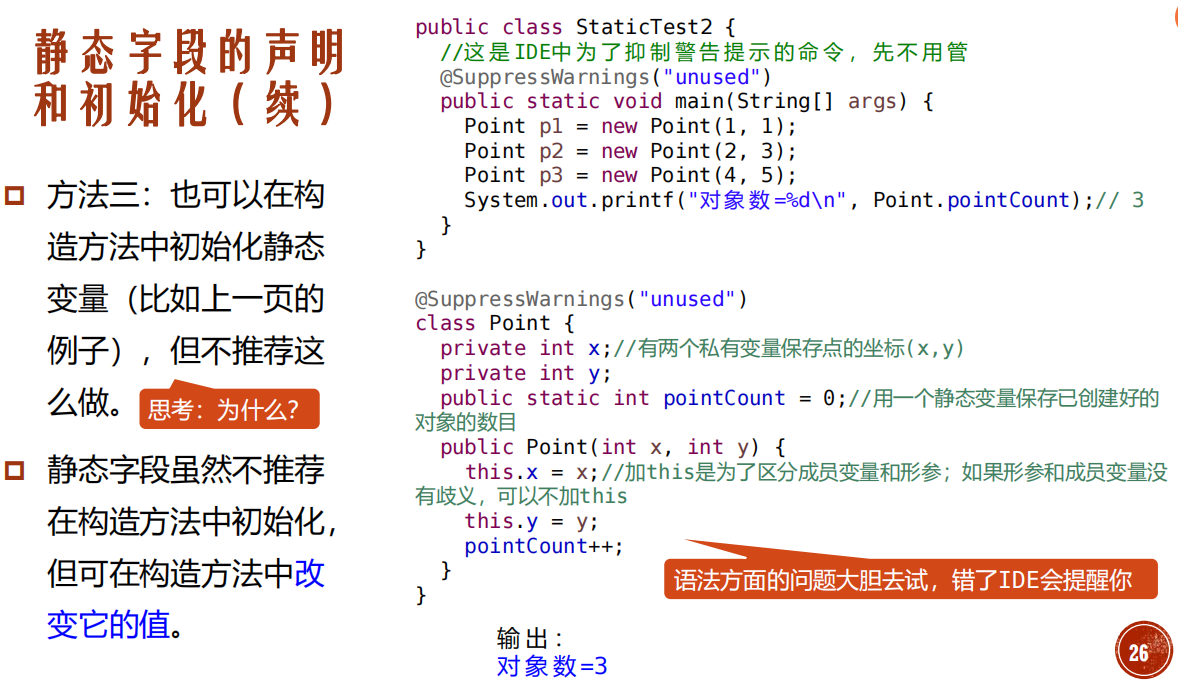 静态字段的声明
和初始化（续）
方法三：也可以在构
造方法中初始化静态
变量（比如上一页的
例子），但不推荐这
么做。
思考：为什么？
静态字段虽然不推荐
在构造方法中初始化，
但可在构造方法中改
变它的值。
public class StaticTest2 {
//这是IDE中为了抑制警告提示的命令，先不用管
@SuppressWarnings("unused")
public static void main(String[] args) {
Point p1 = new Point(1, 1);
Point p2 = new Point(2, 3);
Point p3 = new Point(4, 5);
System.out.printf("对象数=%d\n", Point.pointCount);// 3
}
}
@SuppressWarnings("unused")
class Point {
private int x;//有两个私有变量保存点的坐标(x,y)
private int y;
public static int pointCount = 0;//用一个静态变量保存已创建好的
对象的数目
public Point(int x, int y) {
this.x = x;//加this是为了区分成员变量和形参；如果形参和成员变量没
有歧义，可以不加this
this.y = y;
pointCount++;
}
}
语法方面的问题大胆去试，错了IDE会提醒你
输出：
对象数=3
26